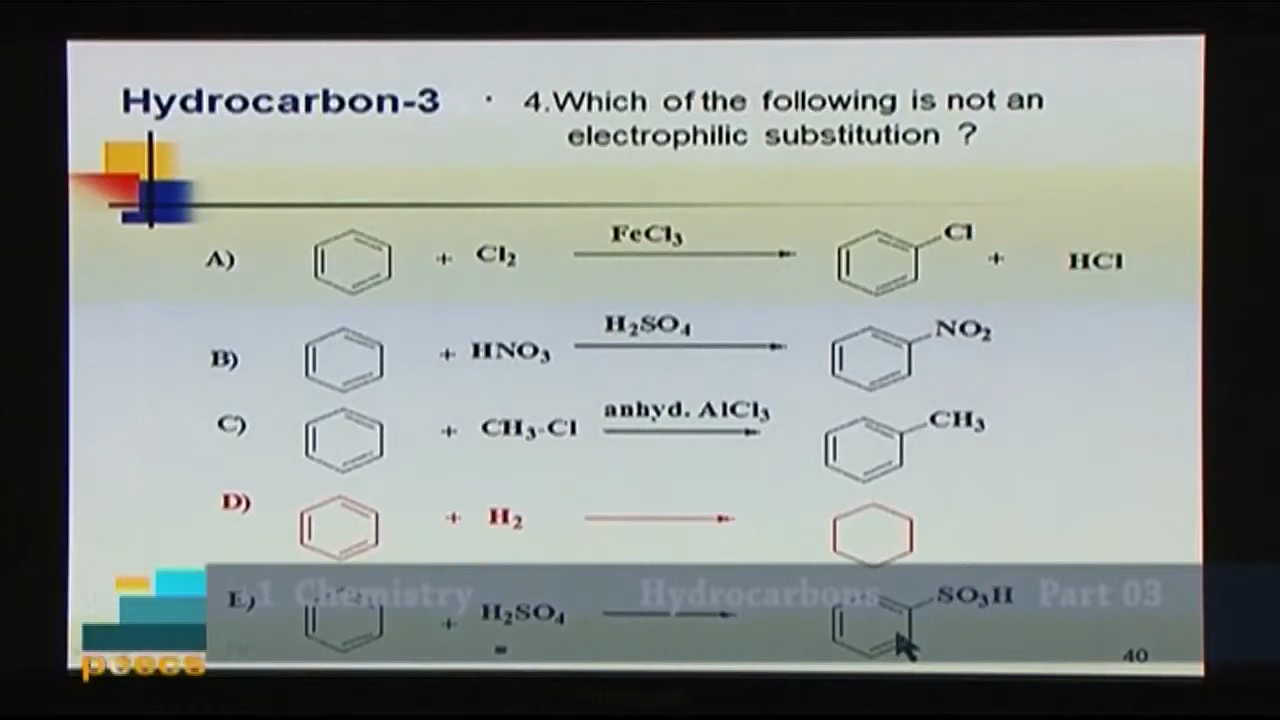 Hydrocarbon-3
· 4.Which of the following is not an
electrophilic substitution ?
A) + Cl₂ FeCl₃ Cl + HCl
B) + HNO₃ H₂SO₄ NO₂
C) + CH₃-Cl anhyd. AlCl₃ CH₃
D) + H₂
E) + H₂SO₄ SO₃H
1 Chemistry Hydrocarbons Part 03
peecs
40